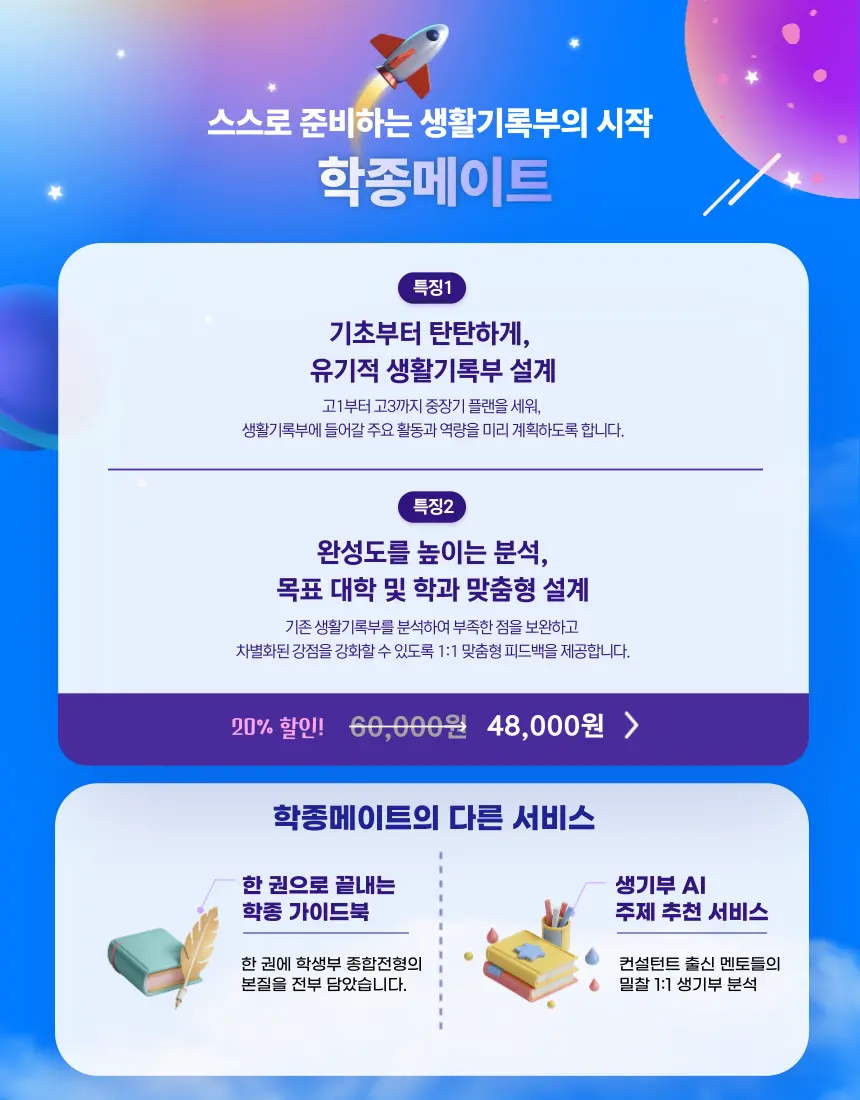 스스로 준비하는 생활기록부의 시작
학종메이트
특징1
기초부터 탄탄하게,
유기적 생활기록부 설계
고1부터 고3까지 중장기 플랜을 세워,
생활기록부에 들어갈 주요 활동과 역량을 미리 계획하도록 합니다.
특징2
완성도를 높이는 분석,
목표 대학 및 학과 맞춤형 설계
기존 생활기록부를 분석하여 부족한 점을 보완하고
차별화된 강점을 강화할 수 있도록 1:1 맞춤형 피드백을 제공합니다.
20% 할인! 60,000원 48,000원
학종메이트의 다른 서비스
한 권으로 끝내는
학종 가이드북
한 권에 학생부 종합전형의
본질을 전부 담았습니다.
생기부 AI
주제 추천 서비스
컨설턴트 출신 멘토들의
밀찰 1:1 생기부 분석